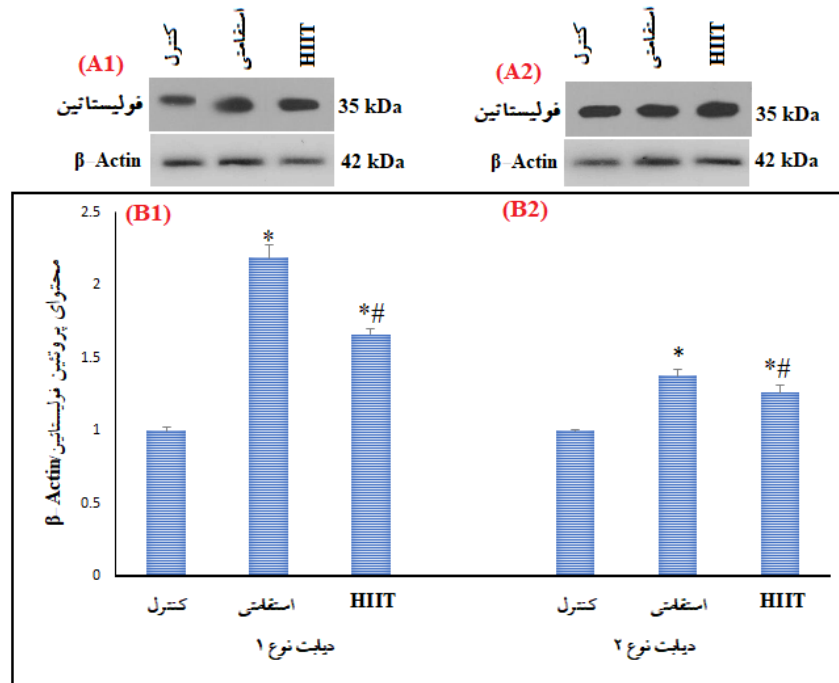 (A1)
کنترل
استقامتی
HIIT
فولیستاتین
35 kDa
β-Actin
42 kDa
(A2)
کنترل
استقامتی
HIIT
فولیستاتین
35 kDa
β-Actin
42 kDa
(B1)
(B2)
محتوای پروتئین فولیستاتین/β-Actin
2.5
2
1.5
1
0.5
0
*
*#
*
*#
کنترل
استقامتی
HIIT
کنترل
استقامتی
HIIT
دیابت نوع ۱
دیابت نوع ۲